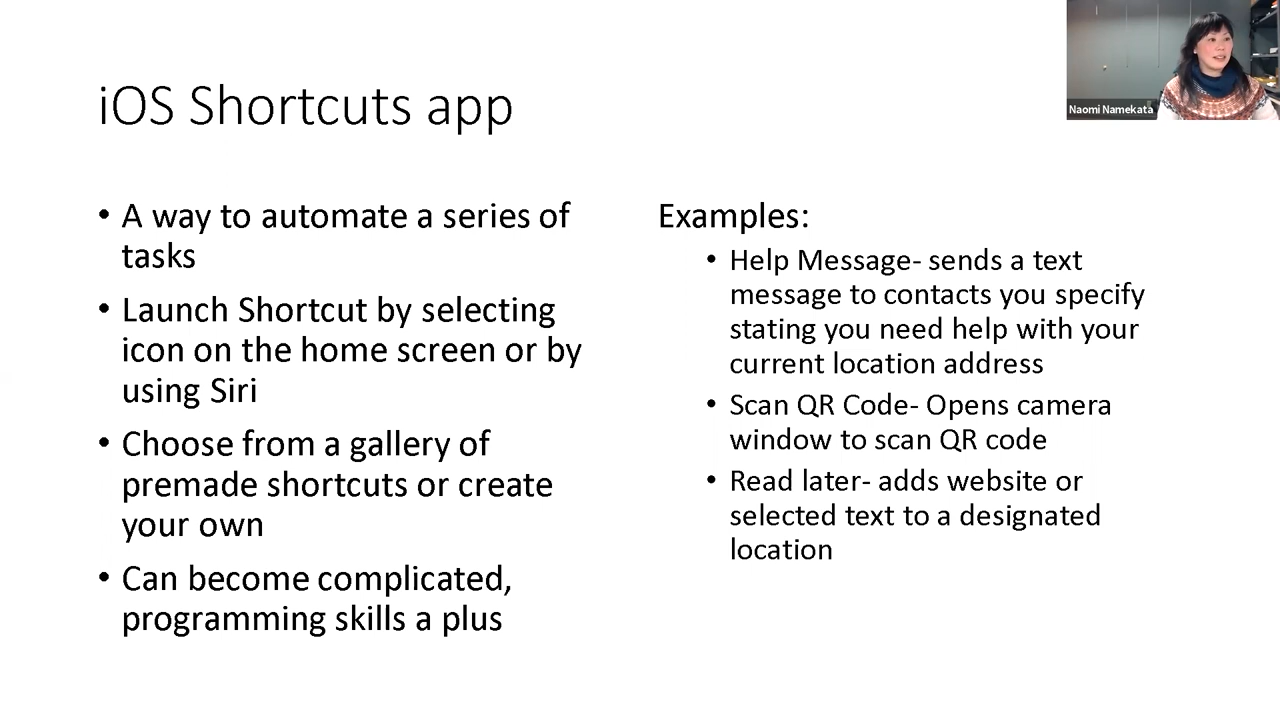 iOS Shortcuts app
• A way to automate a series of
tasks
• Launch Shortcut by selecting
icon on the home screen or by
using Siri
• Choose from a gallery of
premade shortcuts or create
your own
• Can become complicated,
programming skills a plus
Examples:
• Help Message- sends a text
message to contacts you specify
stating you need help with your
current location address
• Scan QR Code- Opens camera
window to scan QR code
• Read later- adds website or
selected text to a designated
location
Naomi Namekata